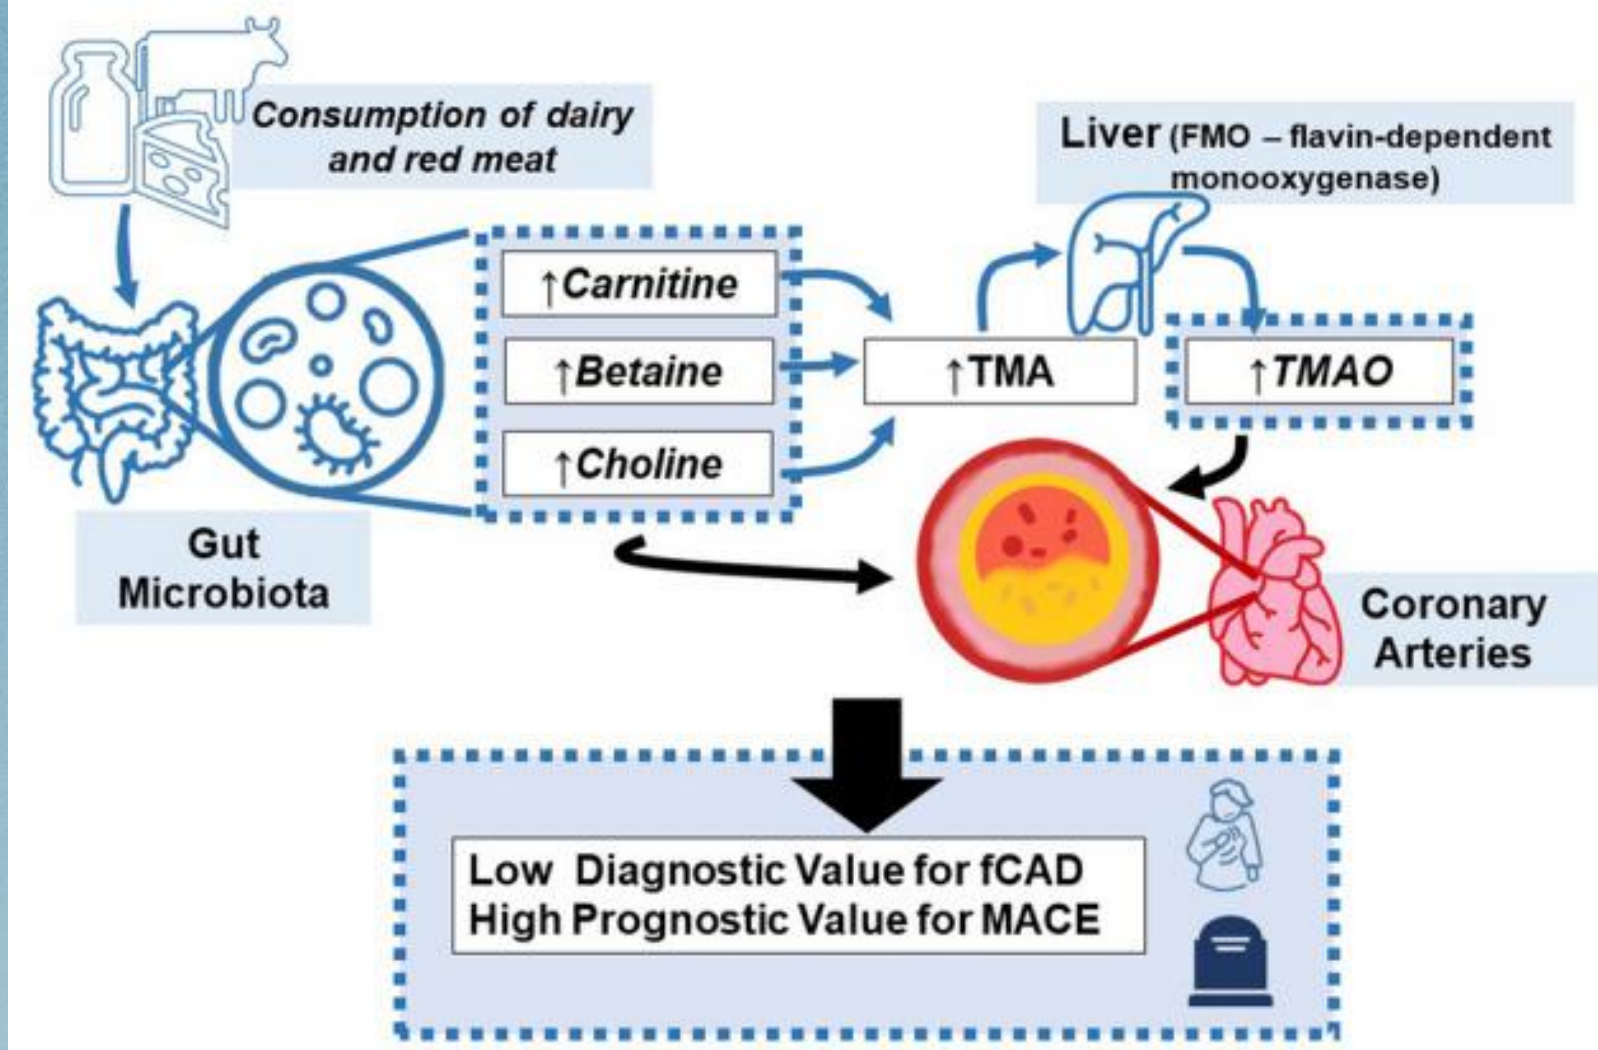 Consumption of dairy
and red meat
Liver (FMO – flavin-dependent
monooxygenase)
↑Carnitine
↑Betaine
↑Choline
↑TMA
↑TMAO
Gut
Microbiota
Coronary
Arteries
Low Diagnostic Value for fCAD
High Prognostic Value for MACE